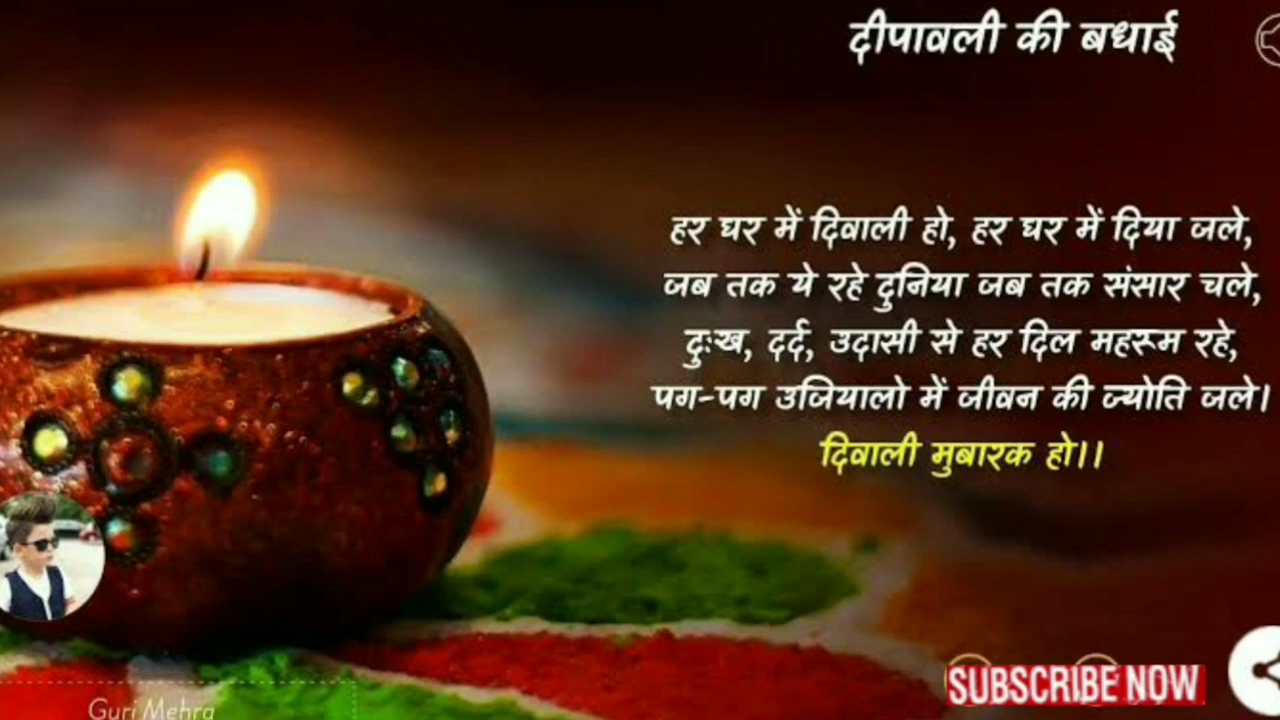 दीपावली की बधाई
हर घर में दिवाली हो, हर घर में दिया जले,
जब तक ये रहे दुनिया जब तक संसार चले,
दुःख, दर्द, उदासी से हर दिल महरूम रहे,
पग-पग उजियालो में जीवन की ज्योति जले।
दिवाली मुबारक हो।।
SUBSCRIBE NOW
Guri Mehra